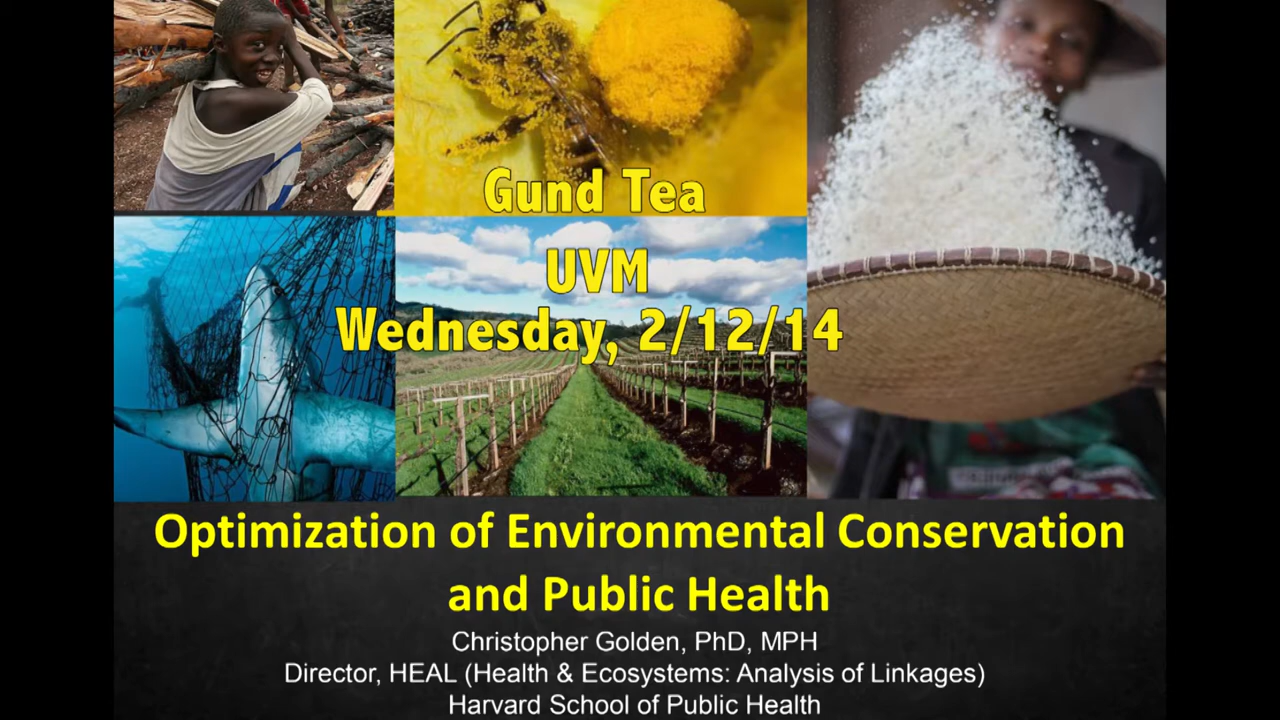 Gund Tea
UVM
Wednesday, 2/12/14
Optimization of Environmental Conservation
and Public Health
Christopher Golden, PhD, MPH
Director, HEAL (Health & Ecosystems: Analysis of Linkages)
Harvard School of Public Health